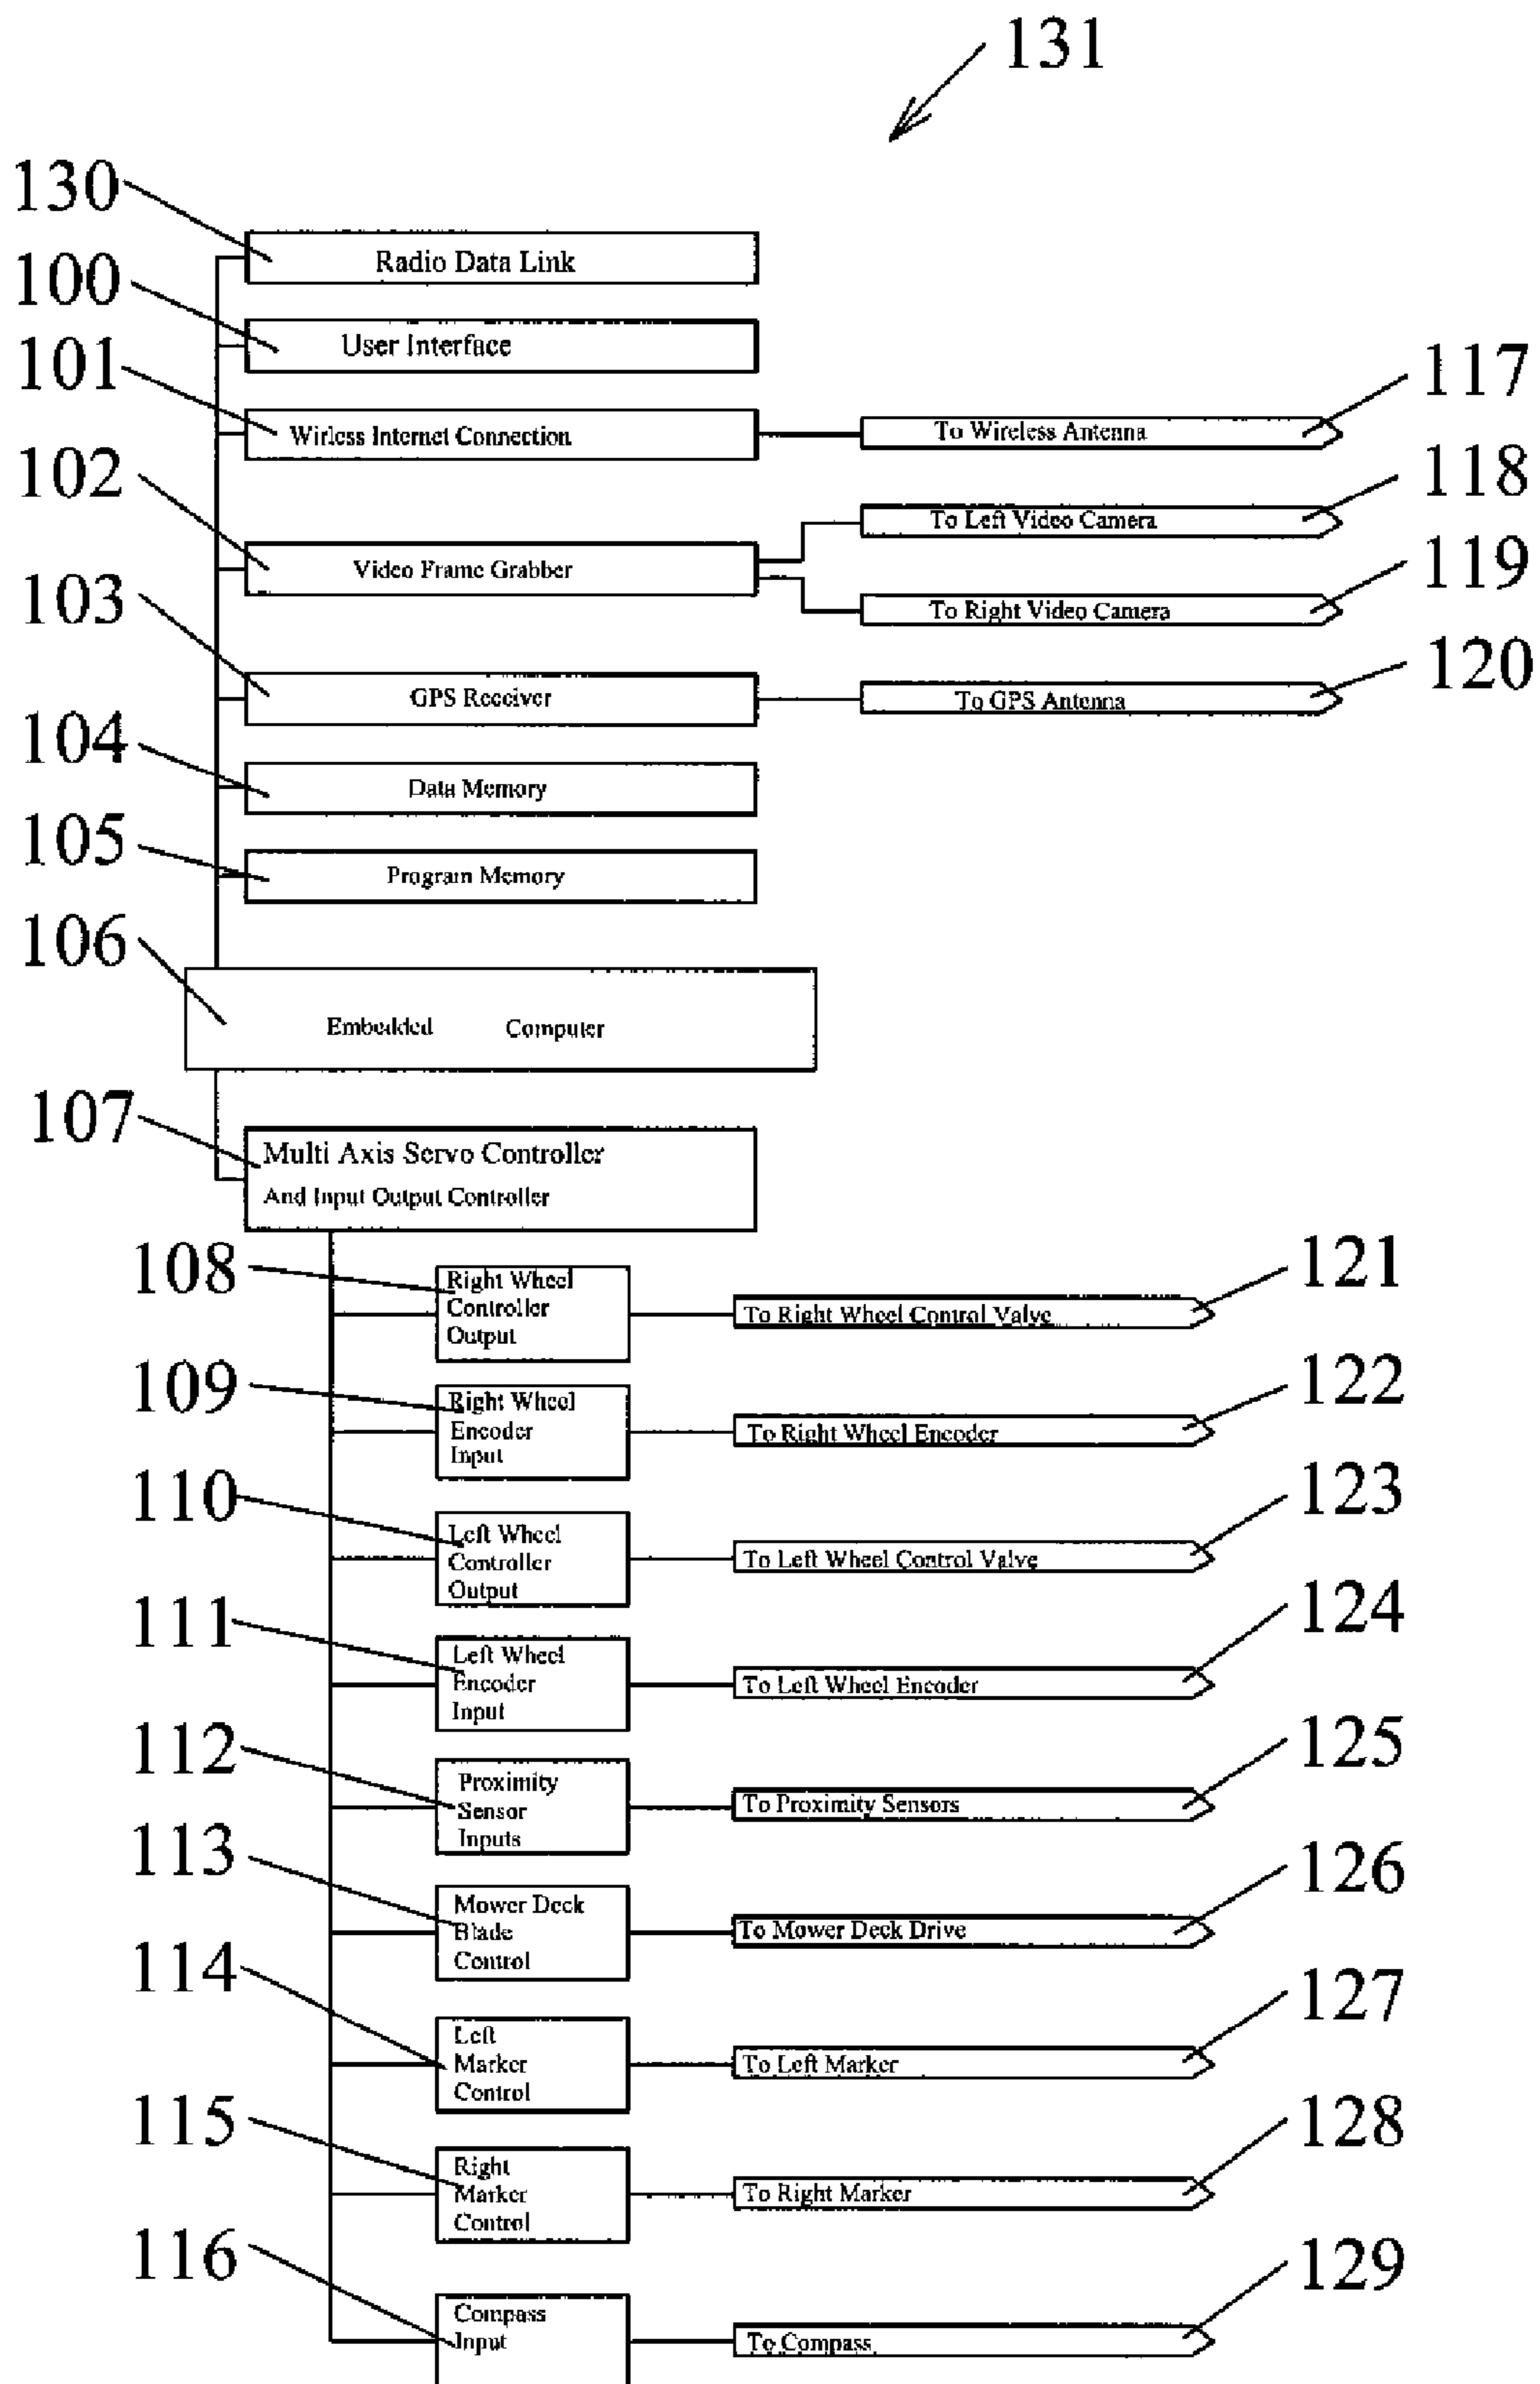 131
130
Radio Data Link
100
User Interface
101
Wirless Internet Connection
To Wireless Antenna
117
102
Video Frame Grabber
To Left Video Camera
118
To Right Video Camera
119
103
GPS Receiver
To GPS Antenna
120
104
Data Memory
105
Program Memory
106
Embedded Computer
107
Multi Axis Servo Controller
And Input Output Controller
108
Right Wheel
Controller
Output
To Right Wheel Control Valve
121
109
Right Wheel
Encoder
Input
To Right Wheel Encoder
122
110
Left Wheel
Controller
Output
To Left Wheel Control Valve
123
111
Left Wheel
Encoder
Input
To Left Wheel Encoder
124
112
Proximity
Sensor
Inputs
To Proximity Sensors
125
113
Mower Deck
Blade
Control
To Mower Deck Drive
126
114
Left
Marker
Control
To Left Marker
127
115
Right
Marker
Control
To Right Marker
128
116
Compass
Input
To Compass
129